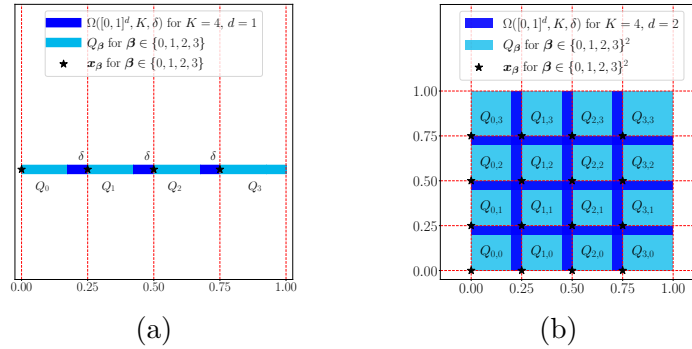 Ω([0, 1]^d, K, δ) for K = 4, d = 1
Q_β for β ∈ {0, 1, 2, 3}
x_β for β ∈ {0, 1, 2, 3}
δ δ δ
Q_0 Q_1 Q_2 Q_3
0.00 0.25 0.50 0.75 1.00
(a)
Ω([0, 1]^d, K, δ) for K = 4, d = 2
Q_β for β ∈ {0, 1, 2, 3}^2
x_β for β ∈ {0, 1, 2, 3}^2
1.00
Q_{0,3} Q_{1,3} Q_{2,3} Q_{3,3}
0.75
Q_{0,2} Q_{1,2} Q_{2,2} Q_{3,2}
0.50
Q_{0,1} Q_{1,1} Q_{2,1} Q_{3,1}
0.25
Q_{0,0} Q_{1,0} Q_{2,0} Q_{3,0}
0.00
0.00 0.25 0.50 0.75 1.00
(b)